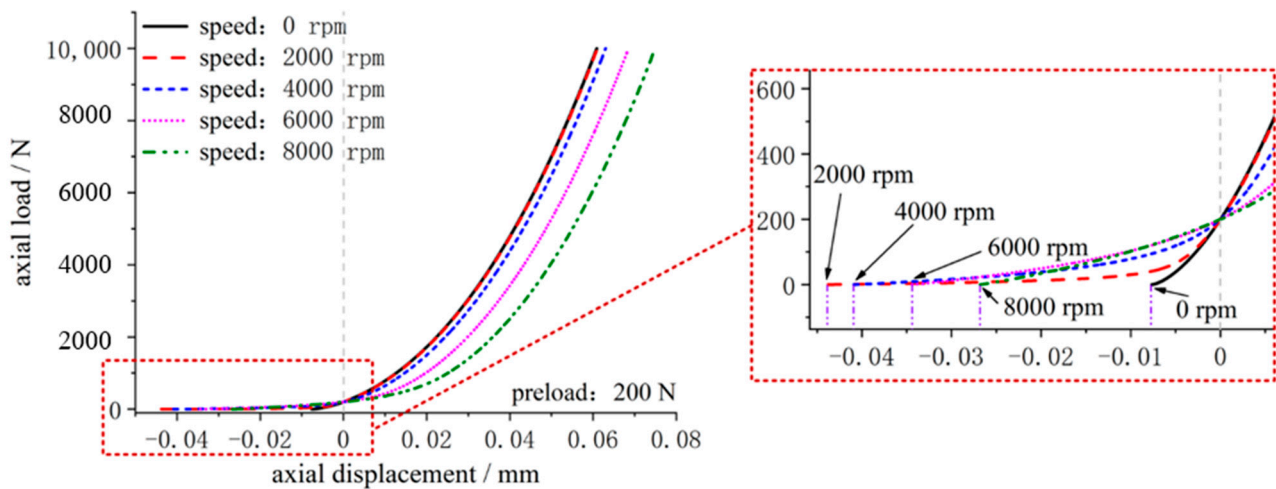 speed: 0 rpm
speed: 2000 rpm
speed: 4000 rpm
speed: 6000 rpm
speed: 8000 rpm
10,000
8000
6000
4000
2000
0
axial load / N
preload: 200 N
-0.04 -0.02 0 0.02 0.04 0.06 0.08
axial displacement / mm
600
400
200
0
2000 rpm
4000 rpm
6000 rpm
8000 rpm
0 rpm
-0.04 -0.03 -0.02 -0.01 0